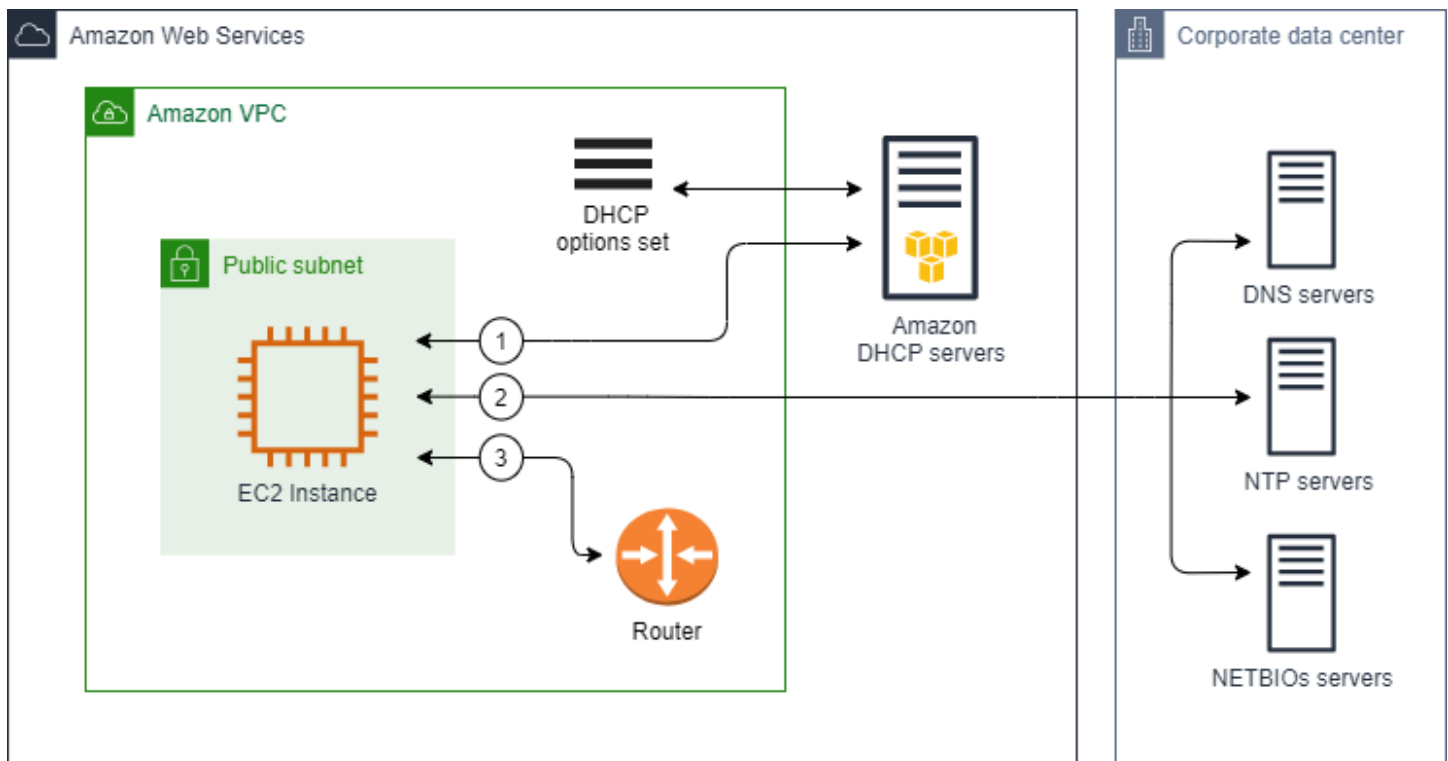 Amazon Web Services
Corporate data center
Amazon VPC
DHCP
options set
Public subnet
DNS servers
Amazon
DHCP servers
1
2
3
EC2 Instance
NTP servers
Router
NETBIOs servers